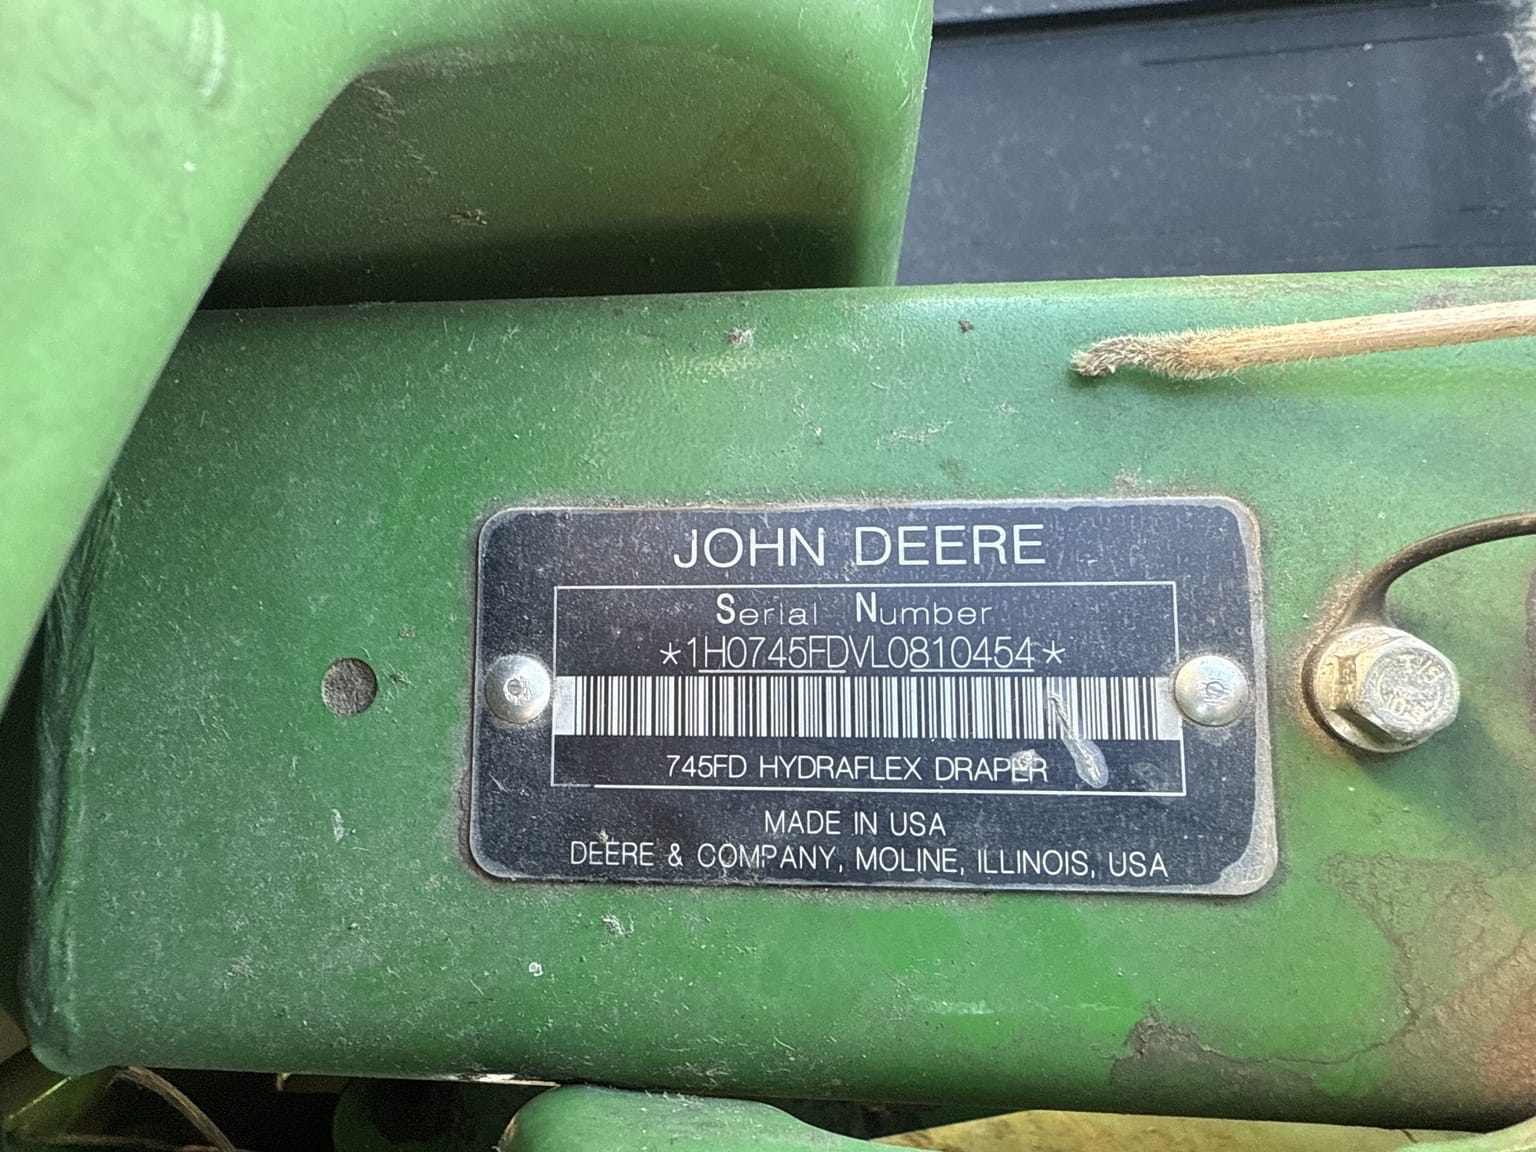 JOHN DEERE
Serial Number
*1H0745FDVL0810454*
745FD HYDRAFLEX DRAPER
MADE IN USA
DEERE & COMPANY, MOLINE, ILLINOIS, USA